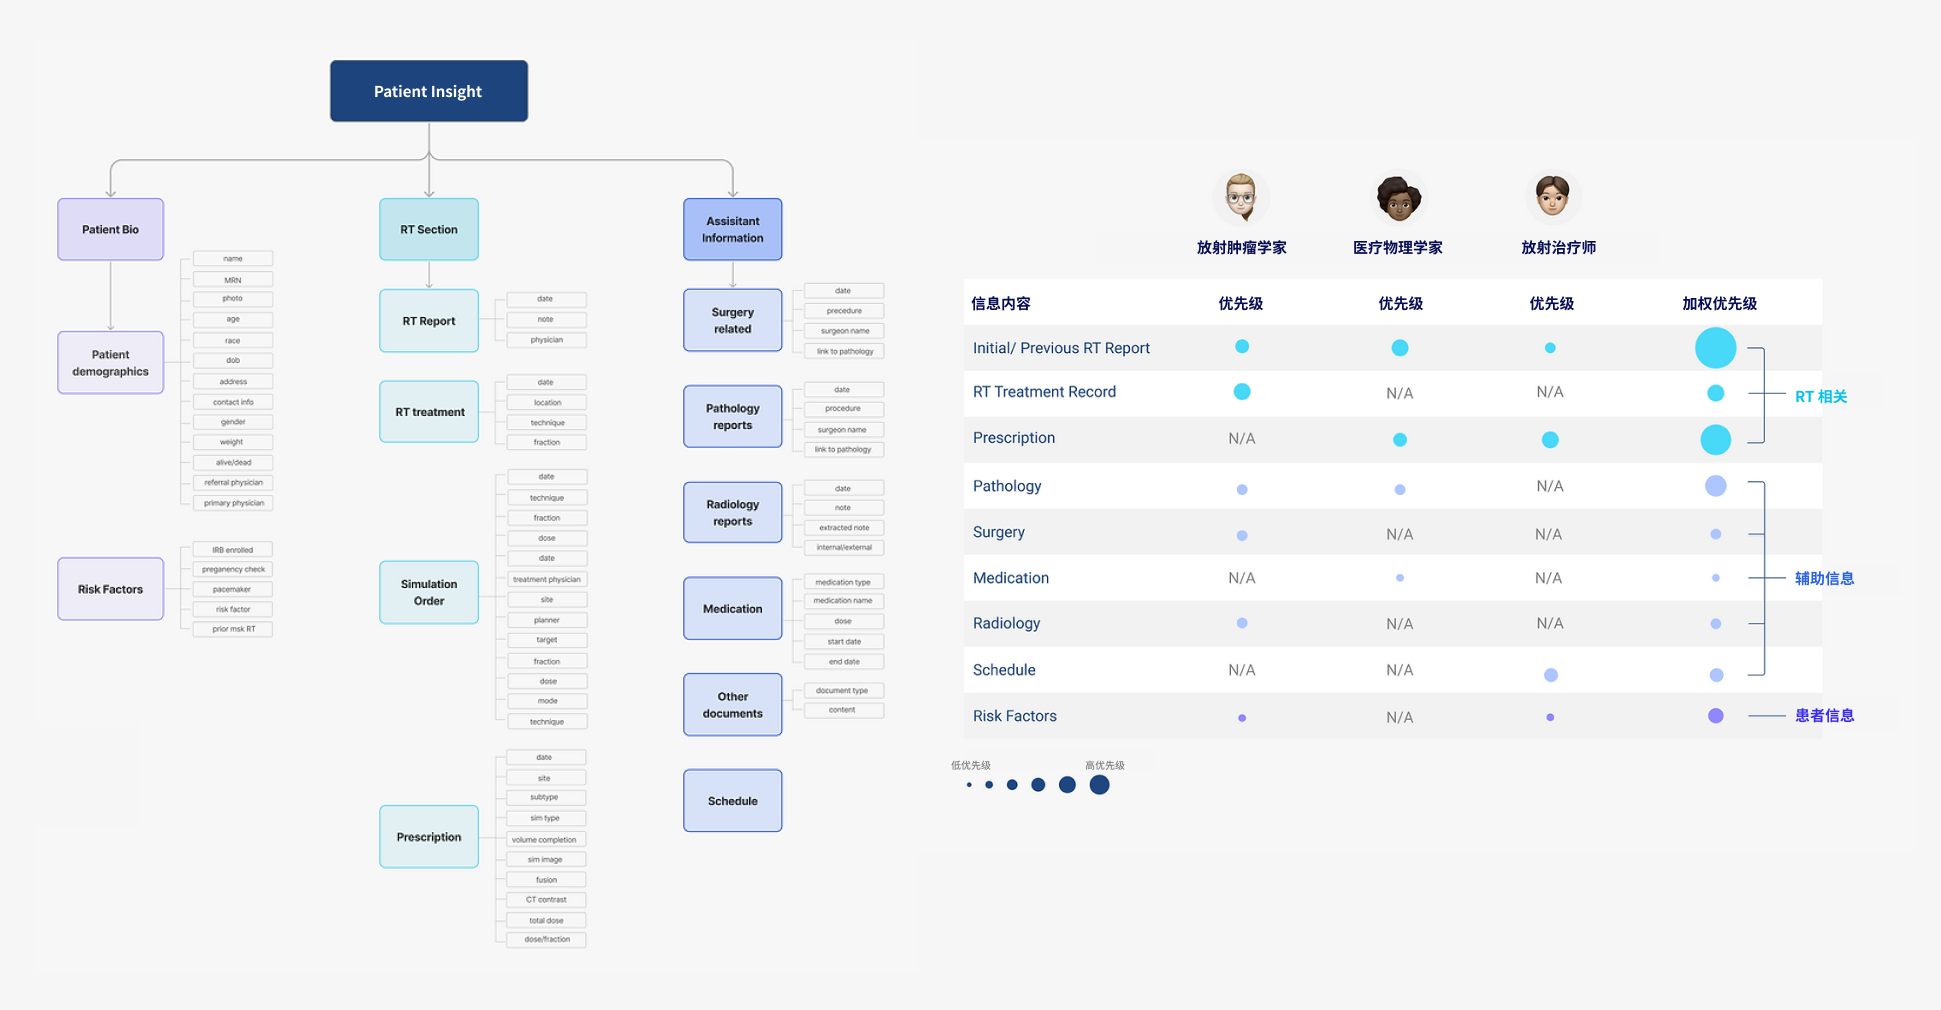 Patient Insight
Patient Bio
Patient
demographics
name
MRN
photo
age
race
dob
address
contact info
gender
weight
alive/dead
referral physician
primary physician
Risk Factors
IRB enrolled
preganency check
pacemaker
risk factor
prior msk RT
RT Section
RT Report
date
note
physician
RT treatment
date
location
technique
fraction
Simulation
Order
date
technique
fraction
dose
date
treatment physician
site
planner
target
fraction
dose
mode
technique
Prescription
date
site
subtype
sim type
volume completion
sim image
fusion
CT contrast
total dose
dose/fraction
Assisitant
Information
Surgery
related
date
precedure
surgeon name
link to pathology
Pathology
reports
date
procedure
surgeon name
link to pathology
Radiology
reports
date
note
extracted note
internal/external
Medication
medication type
medication name
dose
start date
end date
Other
documents
document type
content
Schedule
放射肿瘤学家
医疗物理学家
放射治疗师
信息内容 优先级 优先级 优先级 加权优先级
Initial/ Previous RT Report
RT Treatment Record N/A N/A
Prescription N/A
Pathology N/A
Surgery N/A N/A
Medication N/A N/A
Radiology N/A N/A
Schedule N/A N/A
Risk Factors N/A
RT 相关
辅助信息
患者信息
低优先级
高优先级